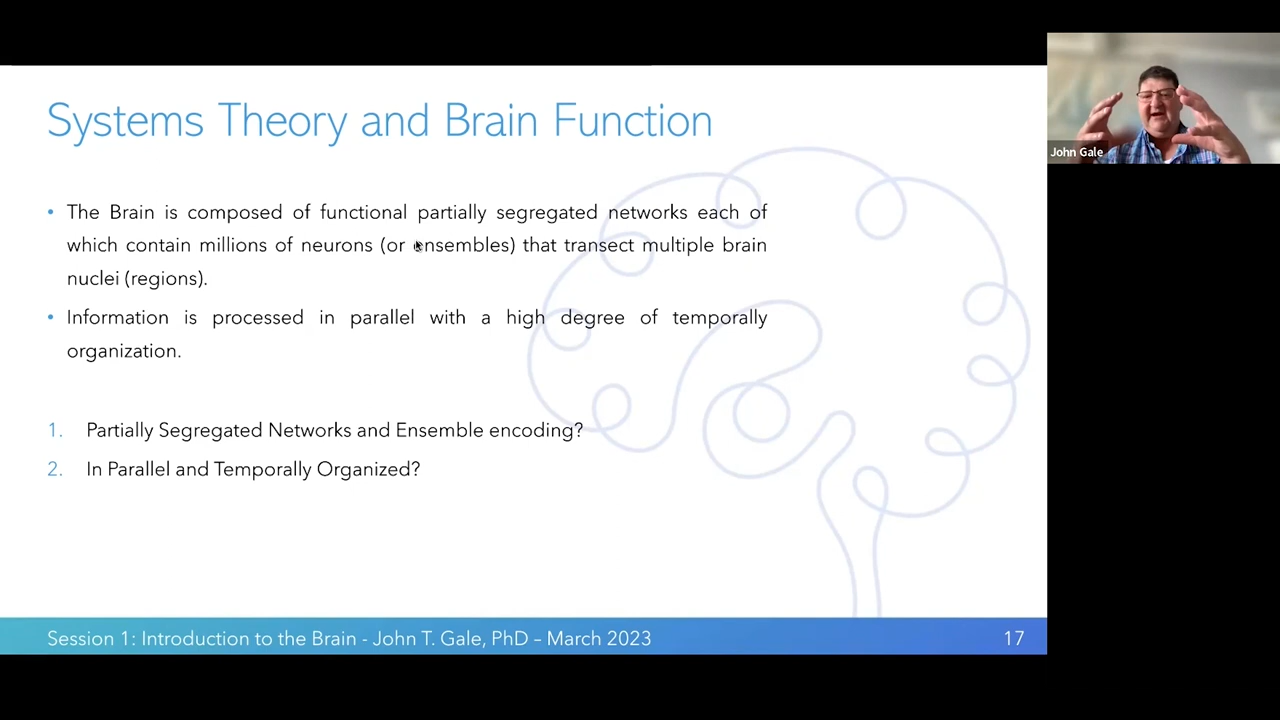 Systems Theory and Brain Function
John Gale
• The Brain is composed of functional partially segregated networks each of
which contain millions of neurons (or ensembles) that transect multiple brain
nuclei (regions).
• Information is processed in parallel with a high degree of temporally
organization.
1. Partially Segregated Networks and Ensemble encoding?
2. In Parallel and Temporally Organized?
Session 1: Introduction to the Brain - John T. Gale, PhD – March 2023
17